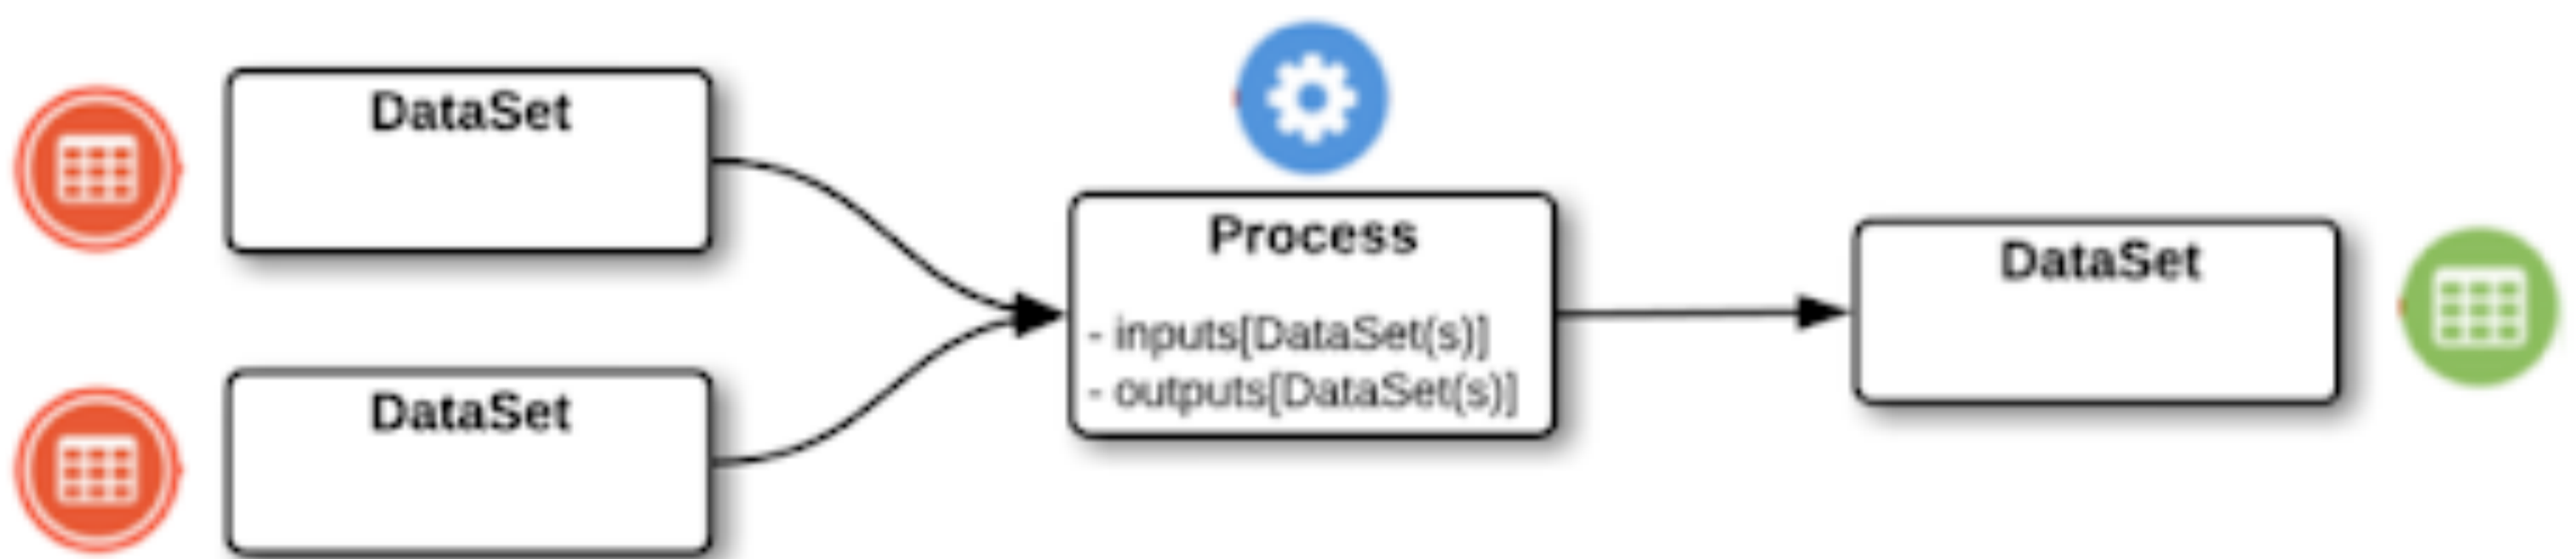 DataSet
DataSet
Process
- inputs[DataSet(s)]
- outputs[DataSet(s)]
DataSet